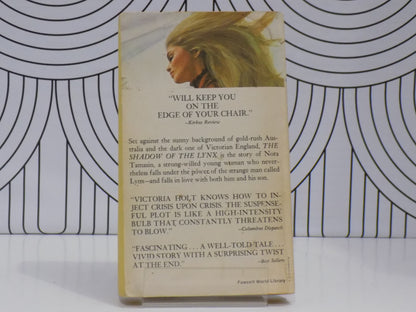 "WILL KEEP YOU
ON THE
EDGE OF YOUR CHAIR."
—Kirkus Review
Set against the sunny background of gold-rush Aus-
tralia and the dark one of Victorian England, THE
SHADOW OF THE LYNX is the story of Nora
Tamasin, a strong-willed young woman who never-
theless falls under the power of the strange man called
Lynx—and falls in love with both him and his son.
"VICTORIA HOLT KNOWS HOW TO IN-
JECT CRISIS UPON CRISIS. THE SUSPENSE-
FUL PLOT IS LIKE A HIGH-INTENSITY
BULB THAT CONSTANTLY THREATENS
TO BLOW."
—Columbus Dispatch
"FASCINATING . . . A WELL-TOLD TALE . . .
VIVID STORY WITH A SURPRISING TWIST
AT THE END."
—Best Sellers
Fawcett World Library